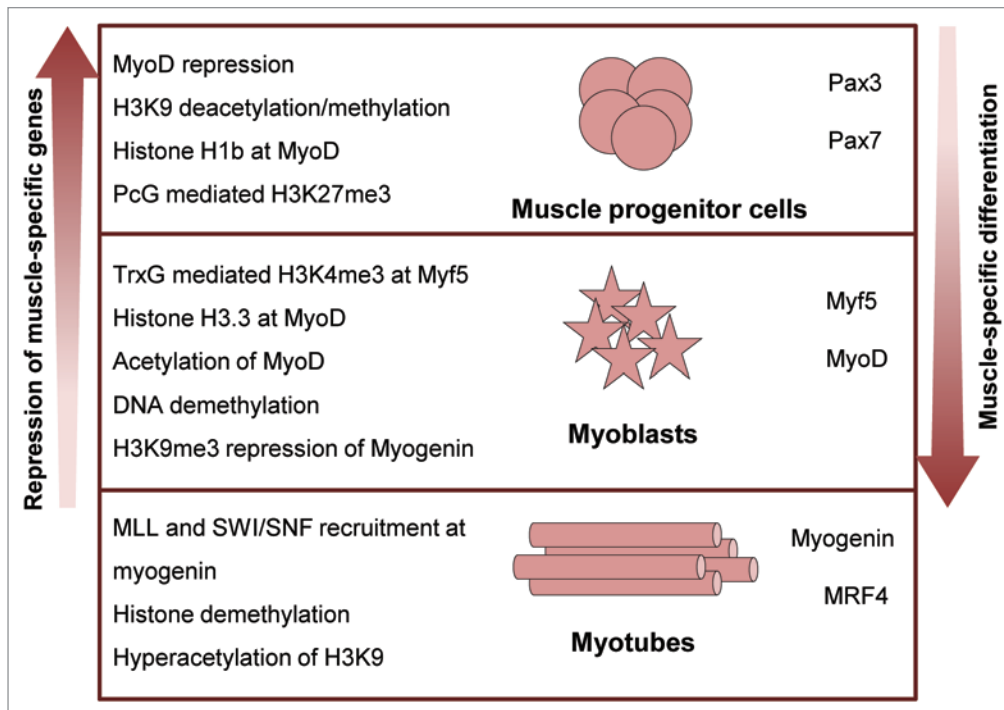 Repression of muscle-specific genes
MyoD repression
H3K9 deacetylation/methylation
Histone H1b at MyoD
PcG mediated H3K27me3
Muscle progenitor cells
Pax3
Pax7
TrxG mediated H3K4me3 at Myf5
Histone H3.3 at MyoD
Acetylation of MyoD
DNA demethylation
H3K9me3 repression of Myogenin
Myoblasts
Myf5
MyoD
MLL and SWI/SNF recruitment at
myogenin
Histone demethylation
Hyperacetylation of H3K9
Myotubes
Myogenin
MRF4
Muscle-specific differentiation